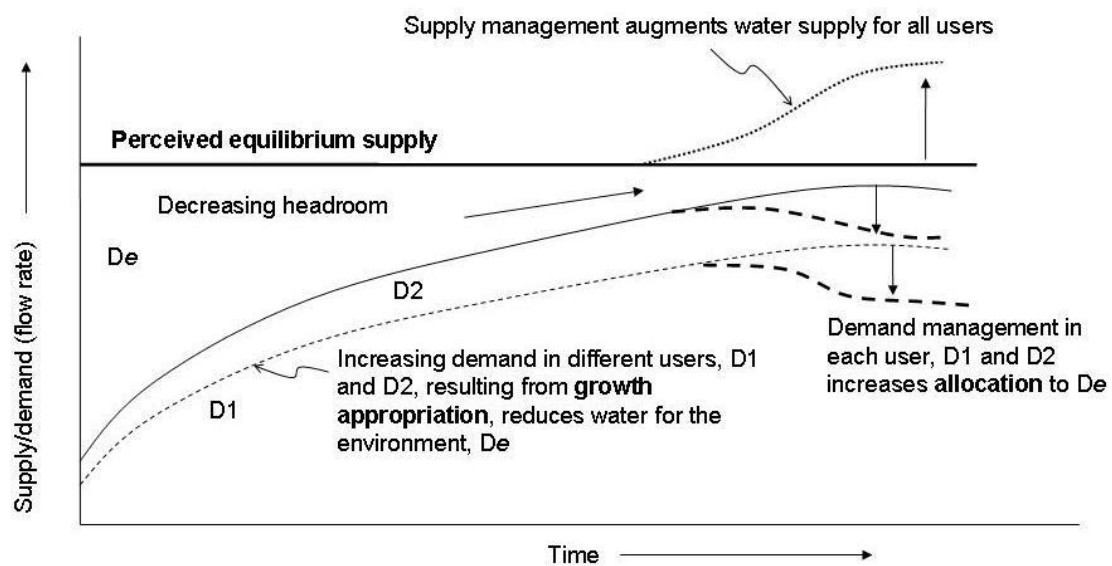 Supply management augments water supply for all users
Perceived equilibrium supply
Decreasing headroom
De
D2
D1
Increasing demand in different users, D1
and D2, resulting from growth
appropriation, reduces water for the
environment, De
Demand management in
each user, D1 and D2
increases allocation to De
Supply/demand (flow rate)
Time